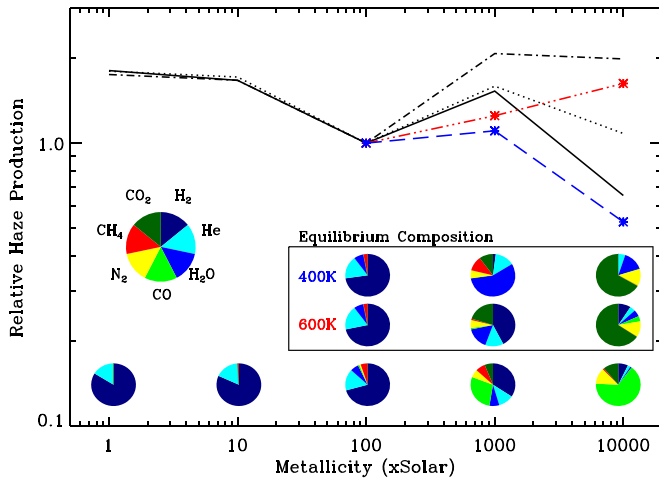 Relative Haze Production
1.0
0.1
CO2 H2
CH4 He
N2 H2O
CO
Equilibrium Composition
400K
600K
1 10 100 1000 10000
Metallicity (xSolar)